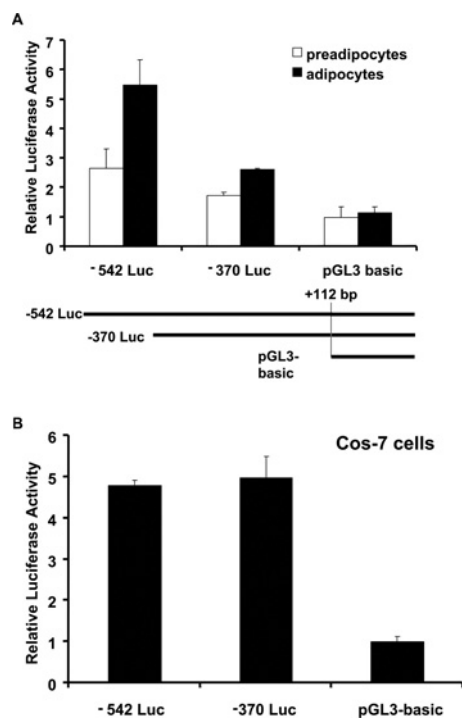 A
Relative Luciferase Activity
7
6
5
4
3
2
1
0
preadipocytes
adipocytes
-542 Luc
-370 Luc
pGL3 basic
+112 bp
-542 Luc
-370 Luc
pGL3-
basic
B
Relative Luciferase Activity
6
5
4
3
2
1
0
Cos-7 cells
-542 Luc
-370 Luc
pGL3-basic